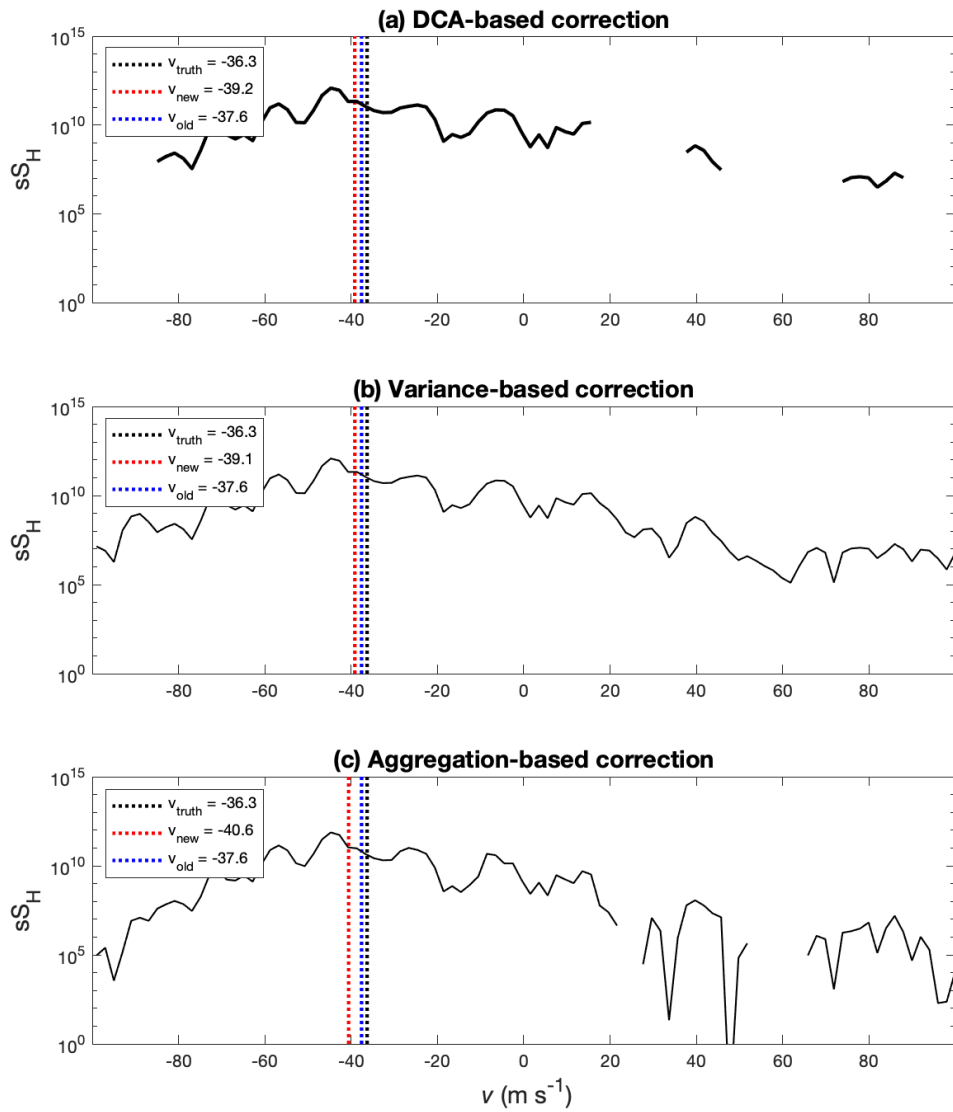 (a) DCA-based correction
10^15
10^10
10^5
10^0
sS_H
v_truth = -36.3
v_new = -39.2
v_old = -37.6
-80 -60 -40 -20 0 20 40 60 80
(b) Variance-based correction
10^15
10^10
10^5
10^0
sS_H
v_truth = -36.3
v_new = -39.1
v_old = -37.6
-80 -60 -40 -20 0 20 40 60 80
(c) Aggregation-based correction
10^15
10^10
10^5
10^0
sS_H
v_truth = -36.3
v_new = -40.6
v_old = -37.6
-80 -60 -40 -20 0 20 40 60 80
v (m s^-1)